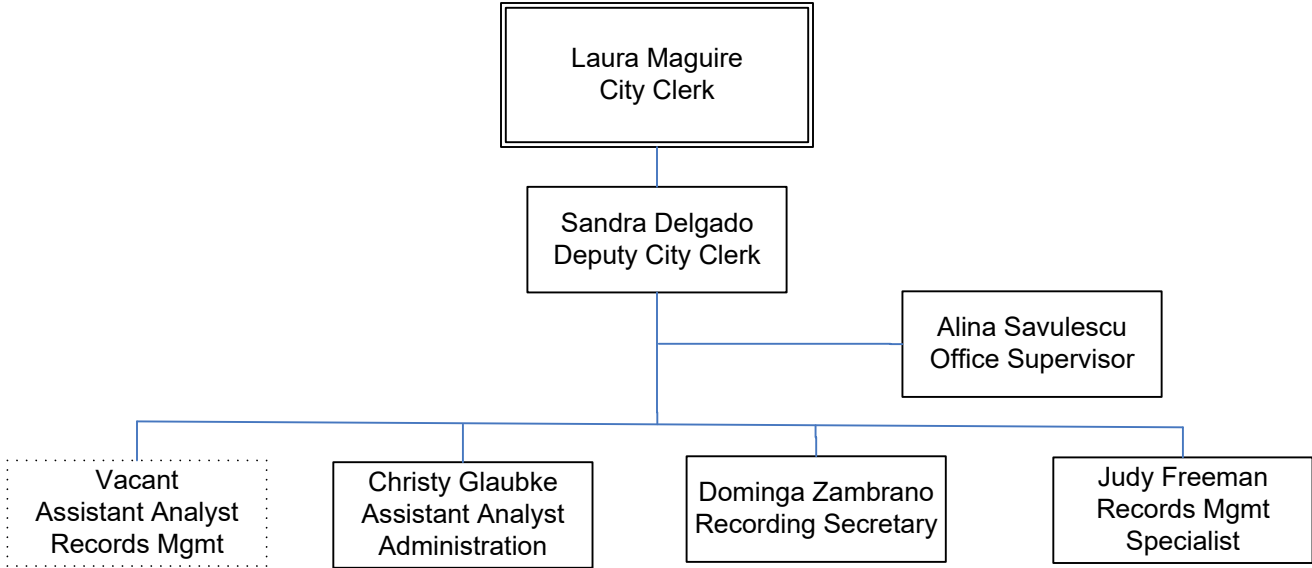 Laura Maguire
City Clerk
Sandra Delgado
Deputy City Clerk
Alina Savulescu
Office Supervisor
Vacant
Assistant Analyst
Records Mgmt
Christy Glaubke
Assistant Analyst
Administration
Dominga Zambrano
Recording Secretary
Judy Freeman
Records Mgmt
Specialist